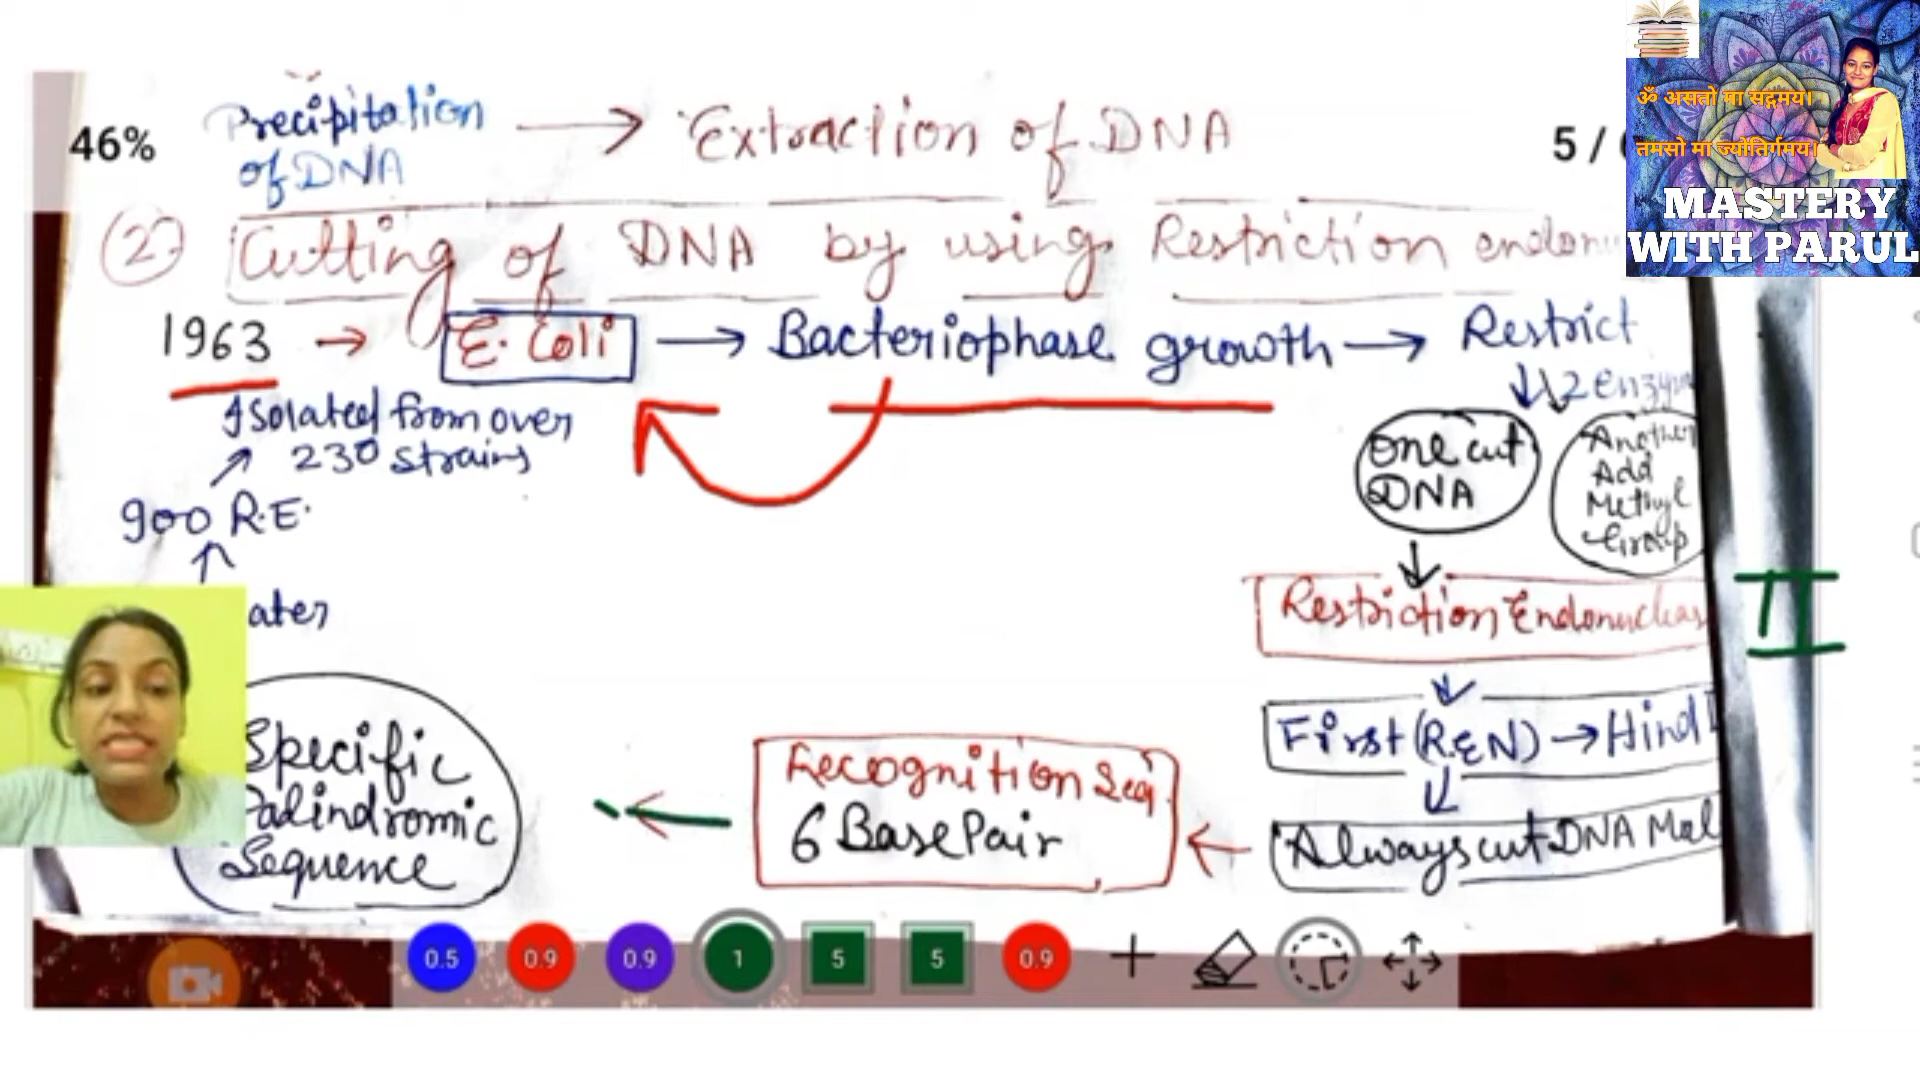 46%
Precipitation
of DNA
→ Extraction of DNA
5 /
ॐ असतो मा सद्गमय।
तमसो मा ज्योतिर्गमय।
MASTERY
WITH PARUL
2) Cutting of DNA by using Restriction endonu
1963 → E. Coli → Bacteriophase growth → Restrict
Isolated from over
230 strains
900 R.E.
ater
2 enzym
One cut
DNA
Another
Add
Methyl
Group
Restriction Endonucleas
II
First (R.E.N) → Hind I
Always cut DNA Mol
Recognition Seq.
6 Base Pair
Specific
Palindromic
Sequence
0.5
0.9
0.9
1
5
5
0.9